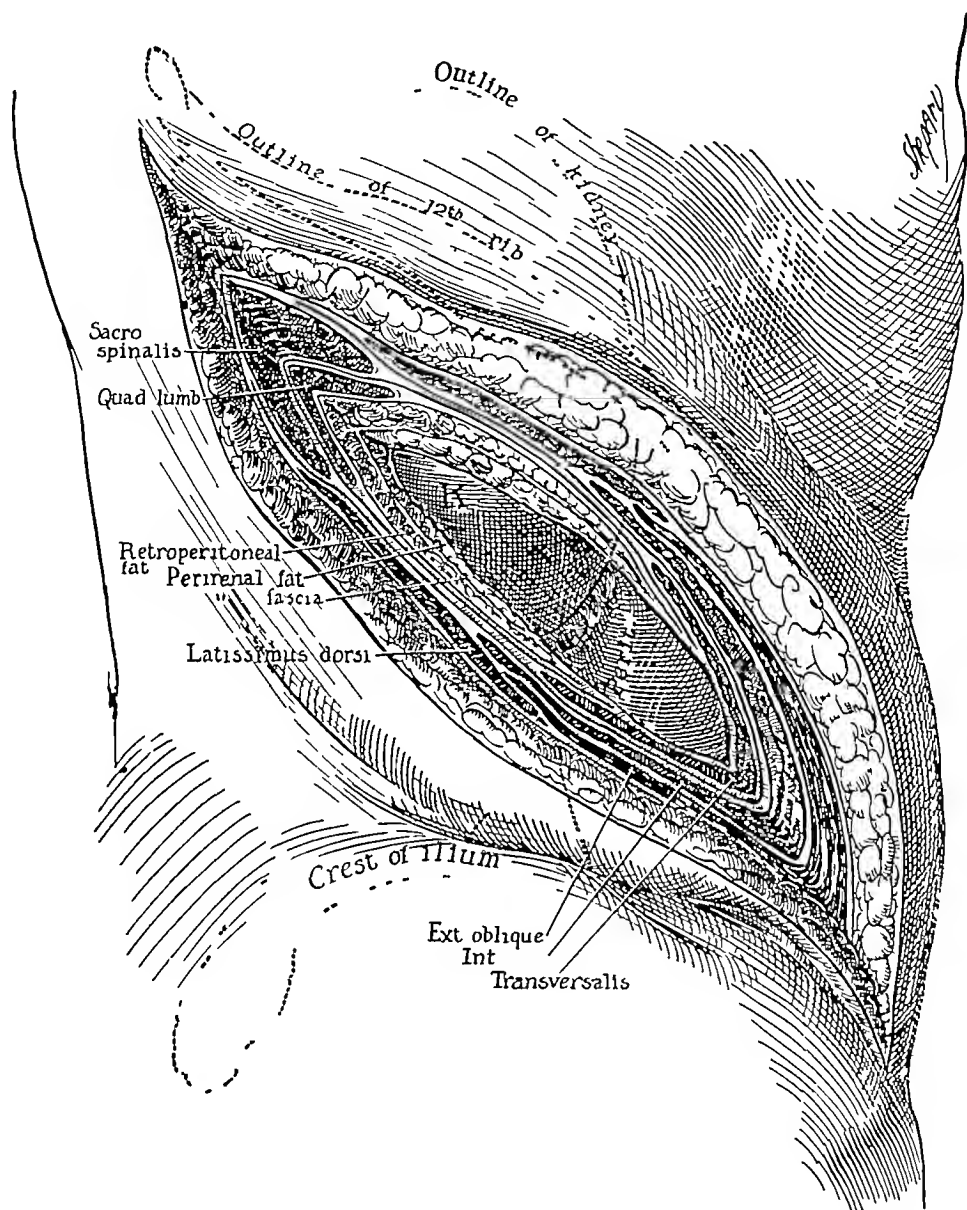 Outline of kidney
Shepard
Outline of 12th rib
Sacro
spinalis
Quad lumb
Retroperitoneal
fat
Perirenal fat
fascia
Latissimus dorsi
Crest of ilium
Ext oblique
Int
Transversalis